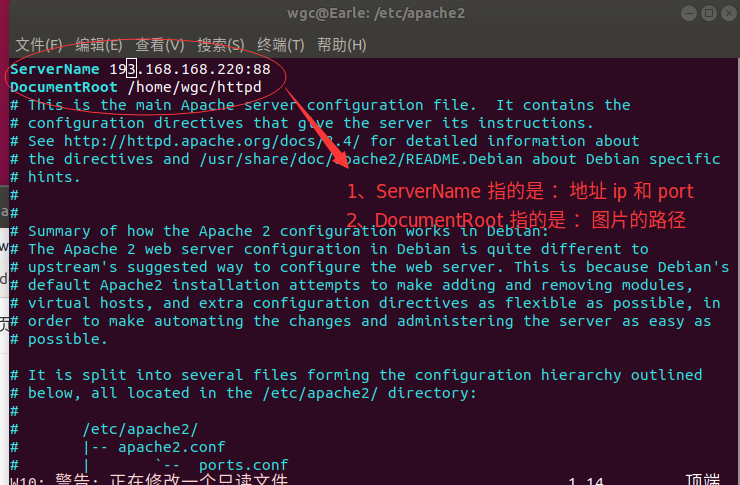 wgc@Earle: /etc/apache2
文件(F) 编辑(E) 查看(V) 搜索(S) 终端(T) 帮助(H)
ServerName 193.168.168.220:88
DocumentRoot /home/wgc/httpd
# This is the main Apache server configuration file.  It contains the
# configuration directives that give the server its instructions.
# See http://httpd.apache.org/docs/2.4/ for detailed information about
# the directives and /usr/share/doc/apache2/README.Debian about Debian specific
# hints.
#
1、ServerName 指的是 ：地址 ip 和 port
#
2、DocumentRoot 指的是 ：图片的路径
# Summary of how the Apache 2 configuration works in Debian:
# The Apache 2 web server configuration in Debian is quite different to
# upstream's suggested way to configure the web server. This is because Debian's
# default Apache2 installation attempts to make adding and removing modules,
# virtual hosts, and extra configuration directives as flexible as possible, in
# order to make automating the changes and administering the server as easy as
# possible.
# It is split into several files forming the configuration hierarchy outlined
# below, all located in the /etc/apache2/ directory:
#
#       /etc/apache2/
#       |-- apache2.conf
#       |       `--  ports.conf
W10: 警告: 正在修改一个只读文件 1,14 顶端